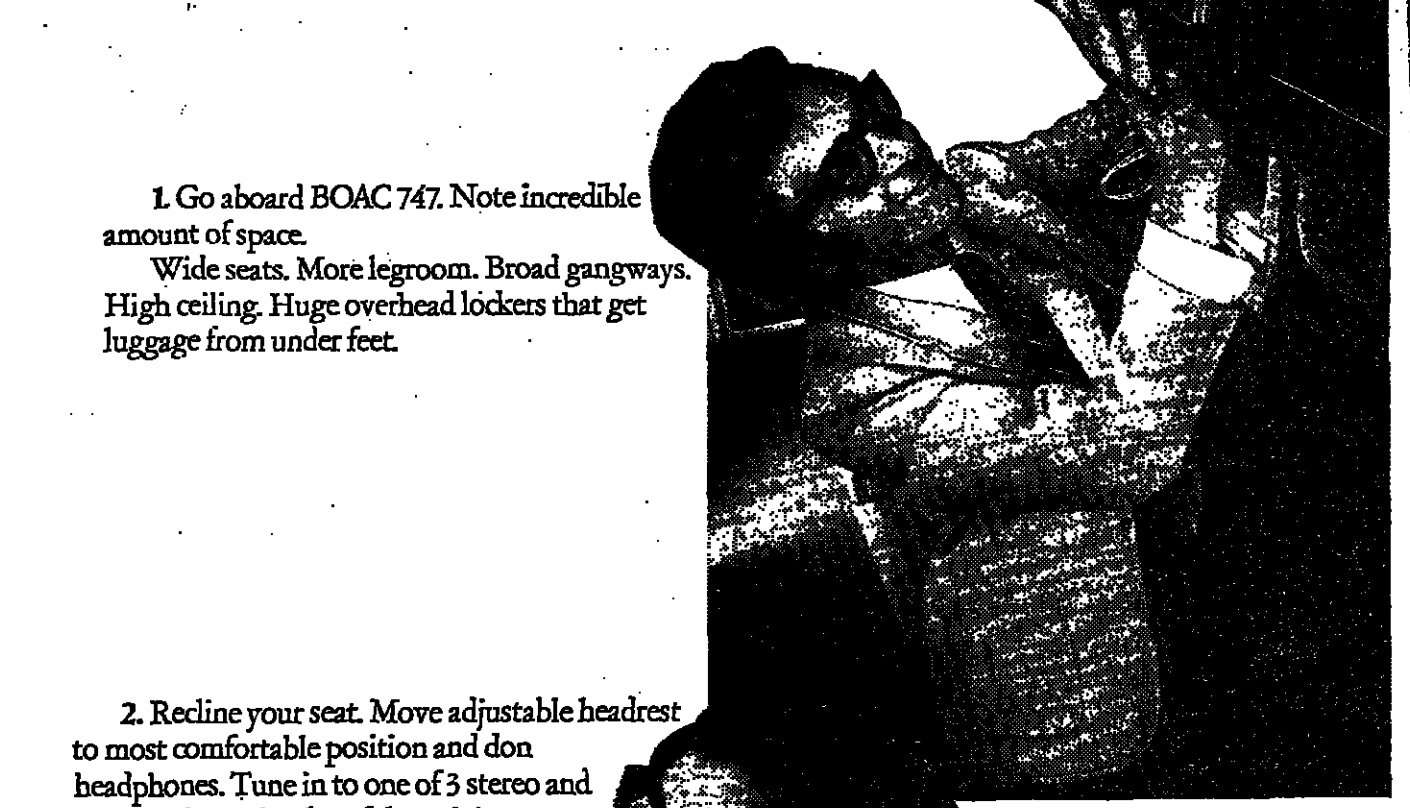 1. Go aboard BOAC 747. Note incredible
amount of space.
Wide seats. More legroom. Broad gangways.
High ceiling. Huge overhead lockers that get
luggage from under feet.
2. Recline your seat. Move adjustable headrest
to most comfortable position and don
headphones. Tune in to one of 3 stereo and